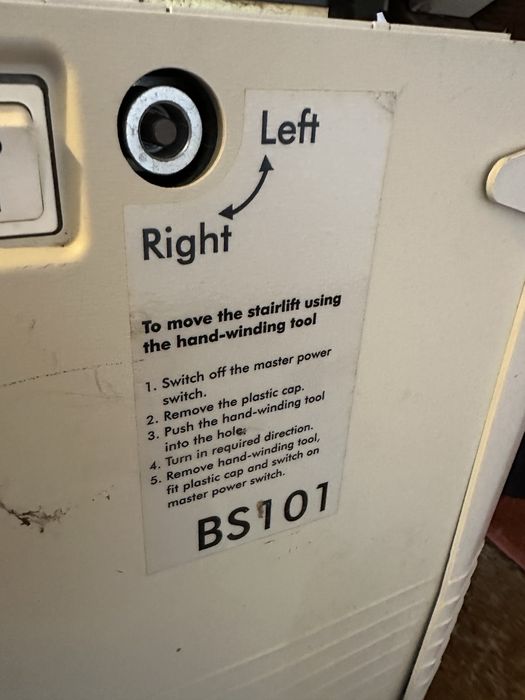 Left
Right
To move the stairlift using
the hand-winding tool
1. Switch off the master power
switch.
2. Remove the plastic cap.
3. Push the hand-winding tool
into the hole.
4. Turn in required direction.
5. Remove hand-winding tool,
fit plastic cap and switch on
master power switch.
BS101